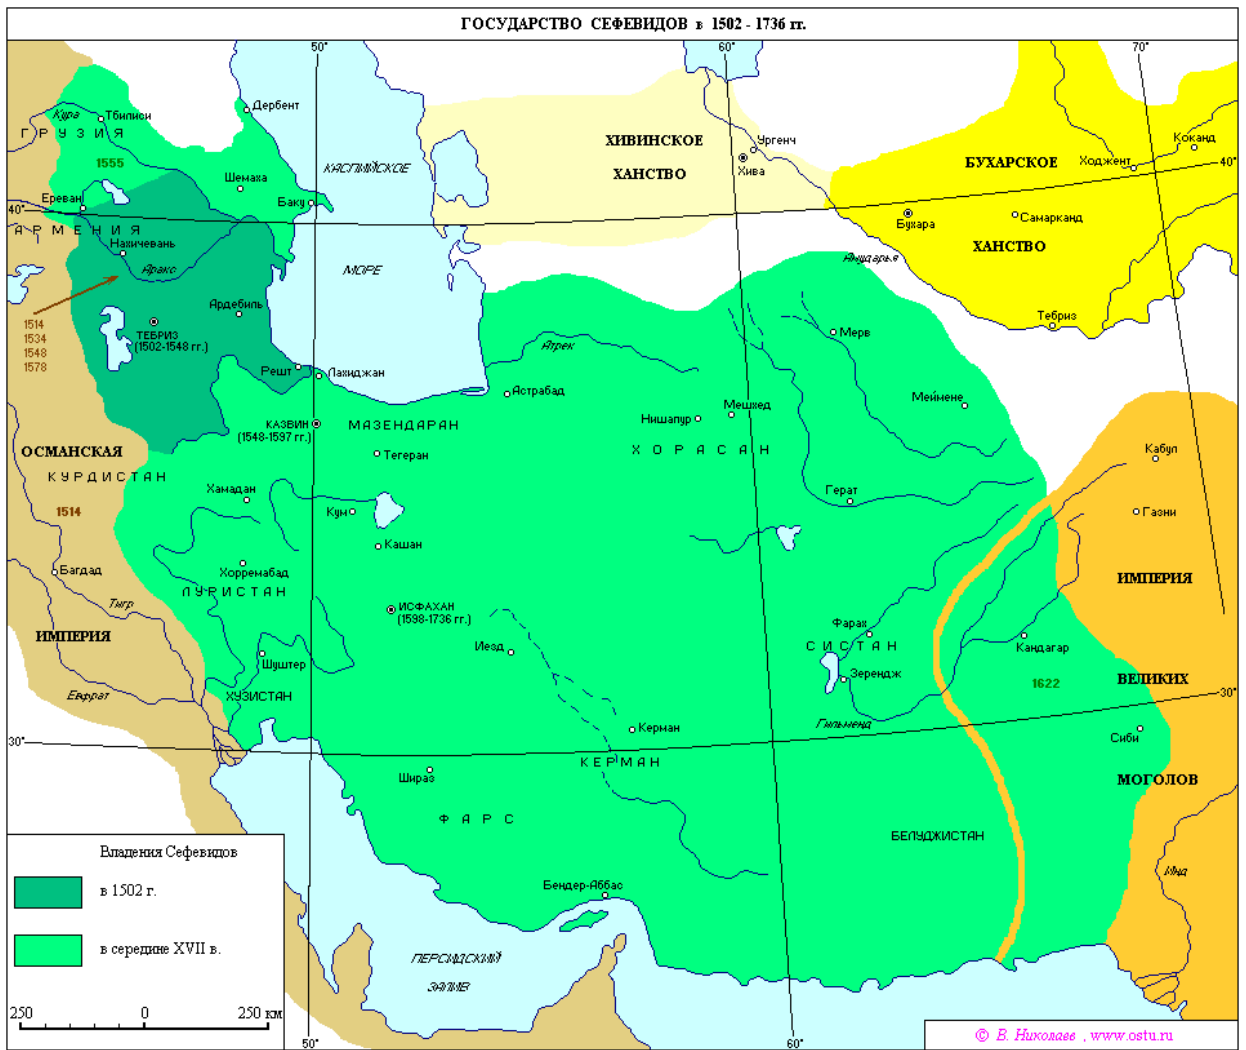 ГОСУДАРСТВО СЕФЕВИДОВ в 1502 - 1736 гг.
50°
60°
70°
Дербент
Кура
Тбилиси
ГРУЗИЯ
1555
КАСПИЙСКОЕ
ХИВИНСКОЕ
ХАНСТВО
Ургенч
Хива
БУХАРСКОЕ
Ходжент
Коканд
40°
Шемаха
Ереван
Баку
40°
АРМЕНИЯ
Нахичевань
Аракс
МОРЕ
Бухара
Самарканд
ХАНСТВО
Амударья
Ардебиль
1514
1534
1548
1578
ТЕБРИЗ
(1502-1548 гг.)
Тебриз
Мерв
Атрек
Решт
Лахиджан
Астрабад
Мешхед
Меймене
Нишапур
КАЗВИН
(1548-1597 гг.)
МАЗЕНДАРАН
ХОРАСАН
ОСМАНСКАЯ
КУРДИСТАН
Тегеран
Кабул
Хамадан
Герат
1514
Кум
Газни
Кашан
Багдад
Хорремабад
ИМПЕРИЯ
ЛУРИСТАН
Тигр
ИСФАХАН
(1598-1736 гг.)
Фарах
ИМПЕРИЯ
Иезд
СИСТАН
Кандагар
Шуштер
Зерендж
1622
ВЕЛИКИХ
Евфрат
ХУЗИСТАН
30°
Гильменд
Керман
Сиби
30°
КЕРМАН
Шираз
МОГОЛОВ
ФАРС
БЕЛУДЖИСТАН
Владения Сефевидов
Инд
Бендер-Аббас
в 1502 г.
в середине XVII в.
ПЕРСИДСКИЙ
ЗАЛИВ
250 0 250 км
50°
60°
© В. Николаев , www.ostu.ru